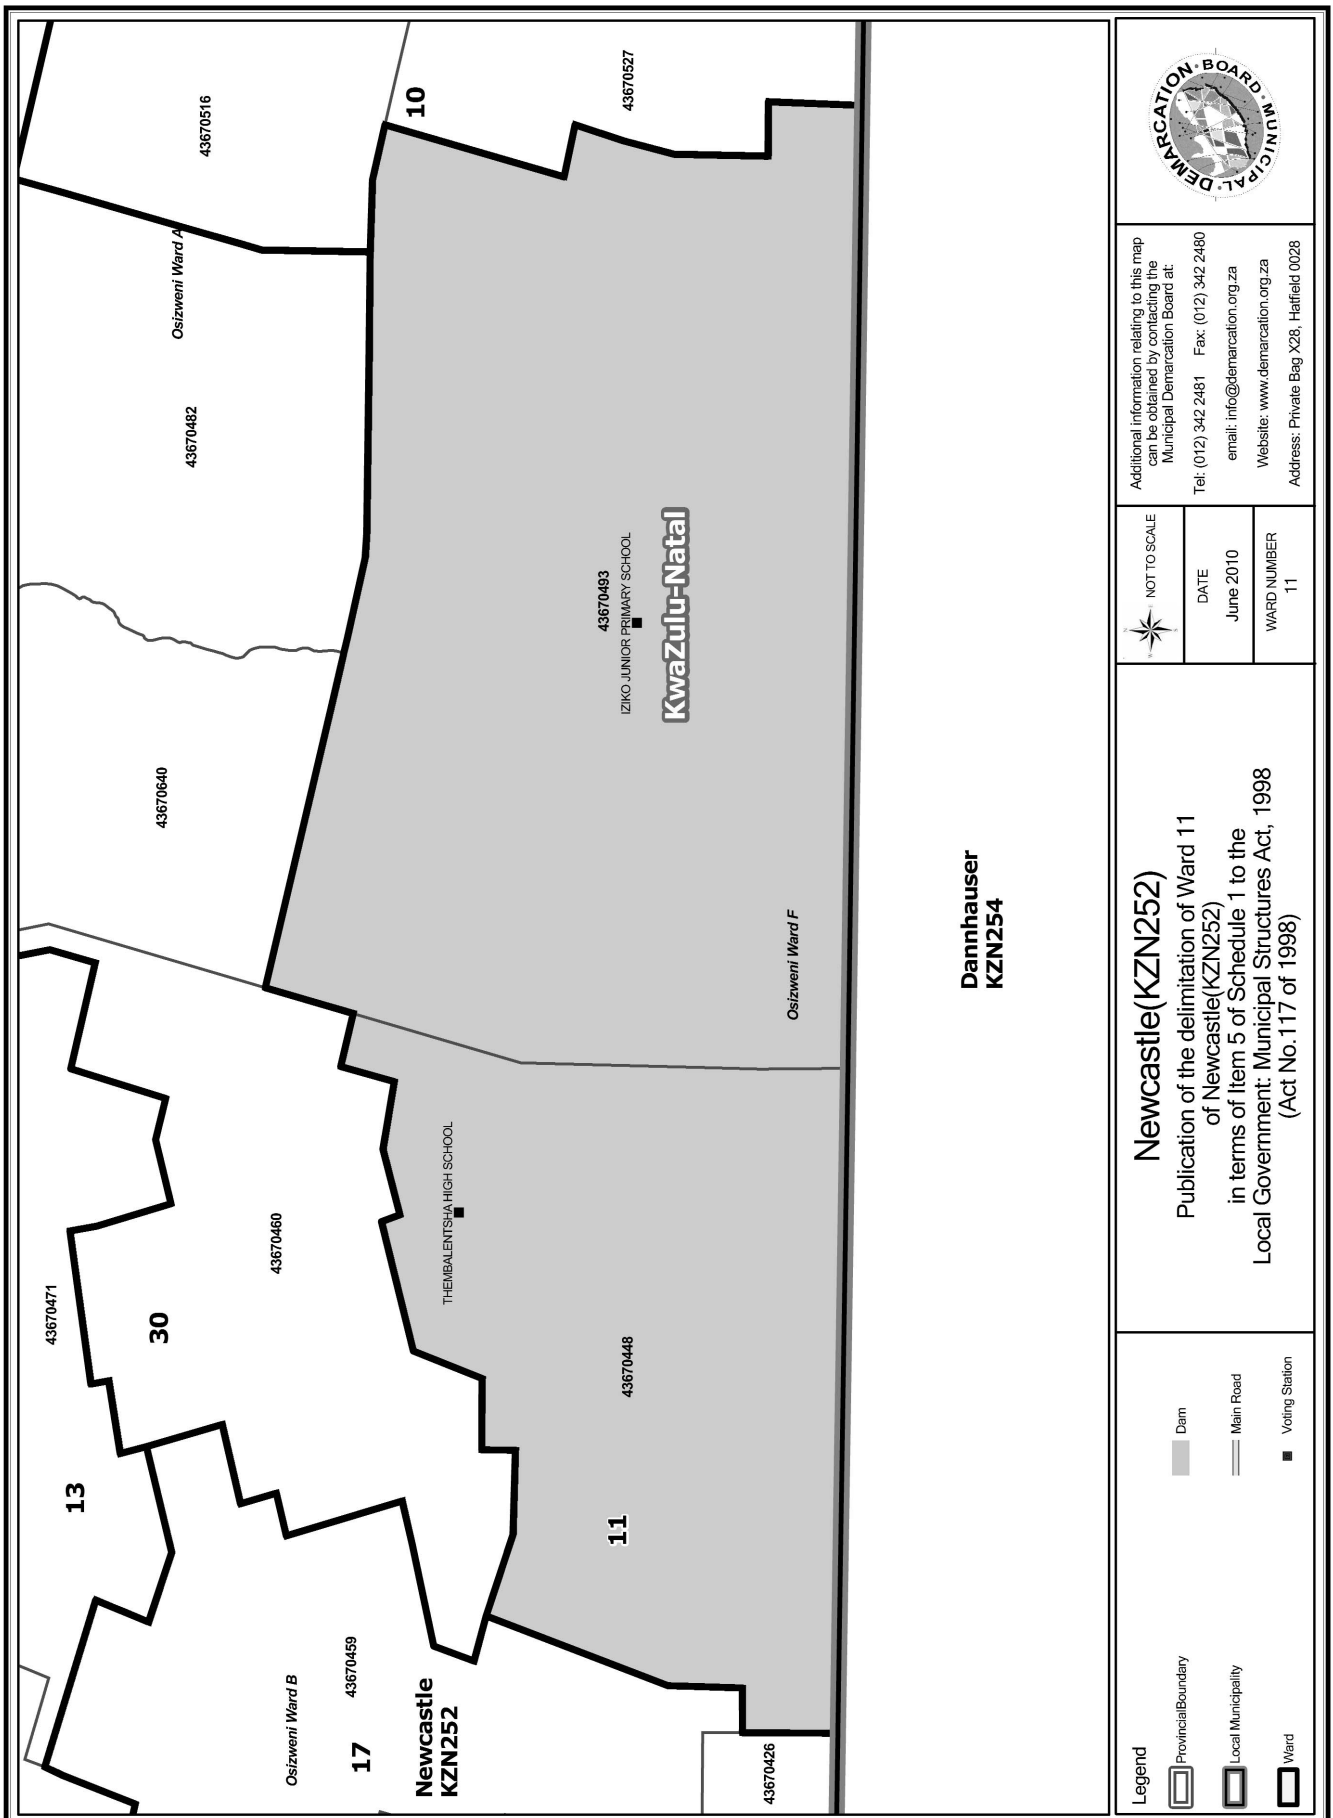 43670516
10
43670527
Osizweni Ward A
43670482
43670640
43670493
IZIKO JUNIOR PRIMARY SCHOOL
KwaZulu-Natal
Osizweni Ward F
Dannhauser
KZN254
43670471
30
43670460
THEMBALENTSHA HIGH SCHOOL
43670448
11
13
Osizweni Ward B
43670459
17
Newcastle
KZN252
43670426
Legend
ProvincialBoundary
Local Municipality
Ward
Dam
Main Road
Voting Station
Newcastle(KZN252)
Publication of the delimitation of Ward 11
of Newcastle(KZN252)
in terms of Item 5 of Schedule 1 to the
Local Government: Municipal Structures Act, 1998
(Act No.117 of 1998)
NOT TO SCALE
DATE
June 2010
WARD NUMBER
11
Additional information relating to this map
can be obtained by contacting the
Municipal Demarcation Board at:
Tel: (012) 342 2481 Fax: (012) 342 2480
email: info@demarcation.org.za
Website: www.demarcation.org.za
Address: Private Bag X28, Hatfield 0028
MUNICIPAL · DEMARCATION · BOARD ·